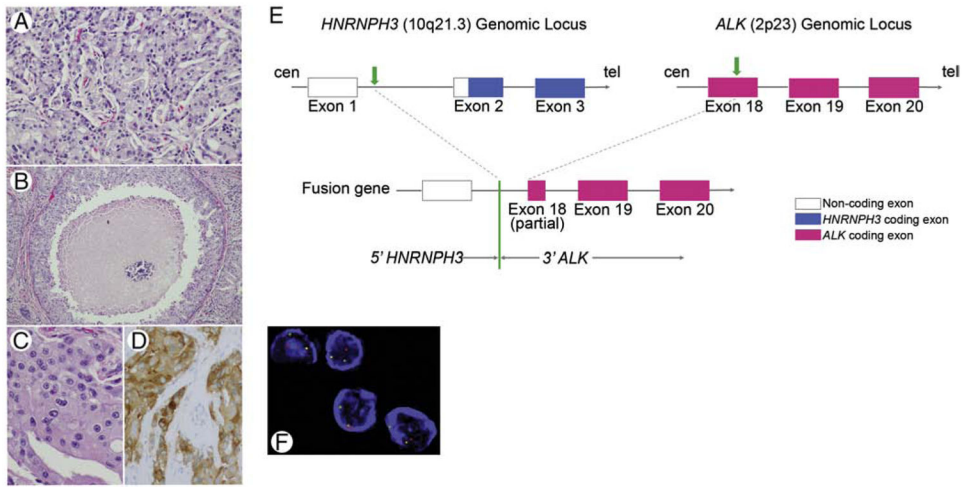 A
B
C
D
E
F
HNRNPH3 (10q21.3) Genomic Locus
ALK (2p23) Genomic Locus
cen
tel
cen
tel
Exon 1
Exon 2
Exon 3
Exon 18
Exon 19
Exon 20
Fusion gene
Exon 18
(partial)
Exon 19
Exon 20
5' HNRNPH3
3' ALK
Non-coding exon
HNRNPH3 coding exon
ALK coding exon